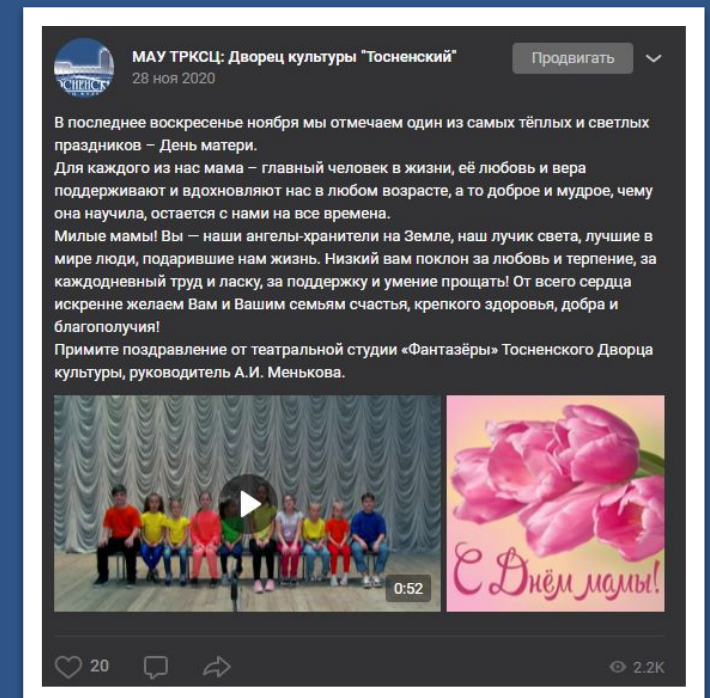 МАУ ТРКСЦ: Дворец культуры "Тосненский"
Продвигать
28 ноя 2020
В последнее воскресенье ноября мы отмечаем один из самых тёплых и светлых
праздников – День матери.
Для каждого из нас мама – главный человек в жизни, её любовь и вера
поддерживают и вдохновляют нас в любом возрасте, а то доброе и мудрое, чему
она научила, остается с нами на все времена.
Милые мамы! Вы — наши ангелы-хранители на Земле, наш лучик света, лучшие в
мире люди, подарившие нам жизнь. Низкий вам поклон за любовь и терпение, за
каждодневный труд и ласку, за поддержку и умение прощать! От всего сердца
искренне желаем Вам и Вашим семьям счастья, крепкого здоровья, добра и
благополучия!
Примите поздравление от театральной студии «Фантазёры» Тосненского Дворца
культуры, руководитель А.И. Менькова.
0:52
С Днём мамы!
20
2.2K